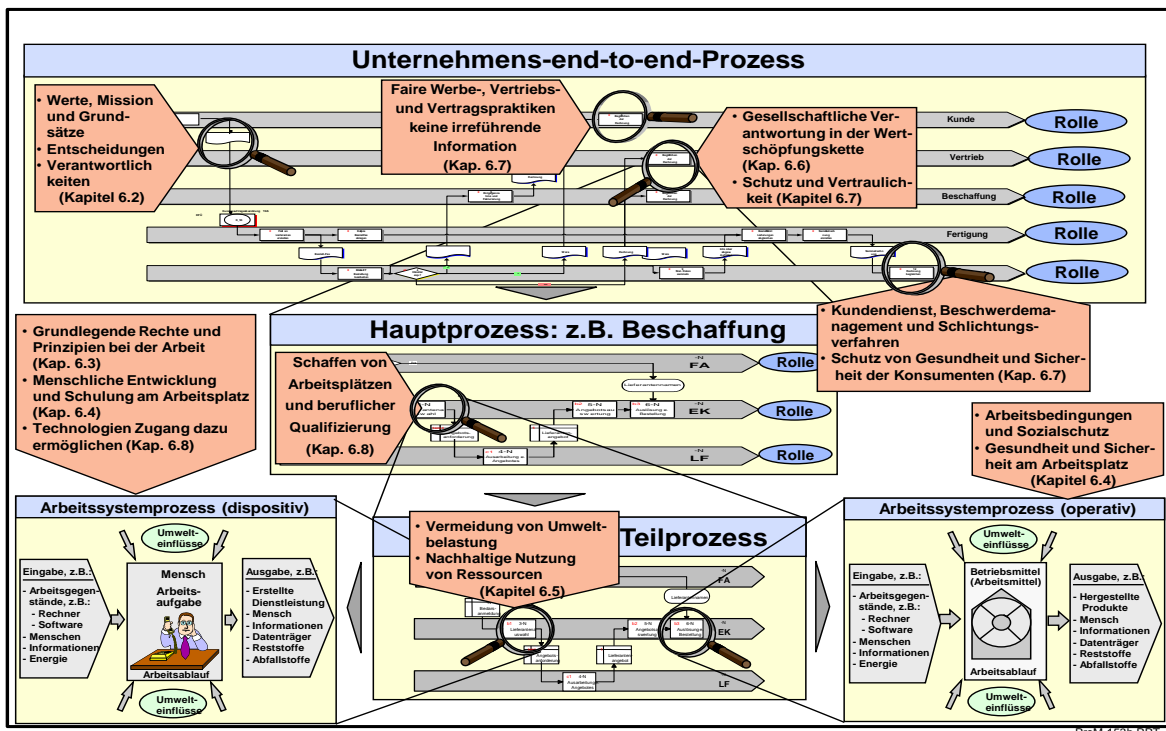 Unternehmens-end-to-end-Prozess
• Werte, Mission
und Grund-
sätze
• Entscheidungen
• Verantwortlich
keiten
(Kapitel 6.2)
Faire Werbe-, Vertriebs-
und Vertragspraktiken
keine irreführende
Information
(Kap. 6.7)
• Gesellschaftliche Ver-
antwortung in der Wert-
schöpfungskette
(Kap. 6.6)
• Schutz und Vertraulich-
keit (Kapitel 6.7)
Kunde
Rolle
Vertrieb
Rolle
Beschaffung
Rolle
Fertigung
Rolle
Rolle
• Kundendienst, Beschwerdema-
nagement und Schlichtungs-
verfahren
• Schutz von Gesundheit und Sicher-
heit der Konsumenten (Kap. 6.7)
• Grundlegende Rechte und
Prinzipien bei der Arbeit
(Kap. 6.3)
• Menschliche Entwicklung
und Schulung am Arbeitsplatz
(Kap. 6.4)
• Technologien Zugang dazu
ermöglichen (Kap. 6.8)
Hauptprozess: z.B. Beschaffung
Schaffen von
Arbeitsplätzen
und beruflicher
Qualifizierung
(Kap. 6.8)
-N
FA
Rolle
Lieferantennamen
-N
EK
Rolle
-N
LF
Rolle
• Arbeitsbedingungen
und Sozialschutz
• Gesundheit und Sicher-
heit am Arbeitsplatz
(Kapitel 6.4)
Arbeitssystemprozess (dispositiv)
Umwelt-
einflüsse
Eingabe, z.B.:
- Arbeitsgegen-
stände, z.B.:
- Rechner
- Software
- Menschen
- Informationen
- Energie
Mensch
Arbeits-
aufgabe
Arbeitsablauf
Ausgabe, z.B.:
- Erstellte
Dienstleistung
- Mensch
- Informationen
- Datenträger
- Reststoffe
- Abfallstoffe
Umwelt-
einflüsse
Teilprozess
• Vermeidung von Umwelt-
belastung
• Nachhaltige Nutzung
von Ressourcen
(Kapitel 6.5)
-N
FA
-N
EK
-N
LF
Arbeitssystemprozess (operativ)
Umwelt-
einflüsse
Eingabe, z.B.:
- Arbeitsgegen-
stände, z.B.:
- Rechner
- Software
- Menschen
- Informationen
- Energie
Betriebsmittel
(Arbeitsmittel)
Arbeitsablauf
Ausgabe, z.B.:
- Hergestellte
Produkte
- Mensch
- Informationen
- Datenträger
- Reststoffe
- Abfallstoffe
Umwelt-
einflüsse